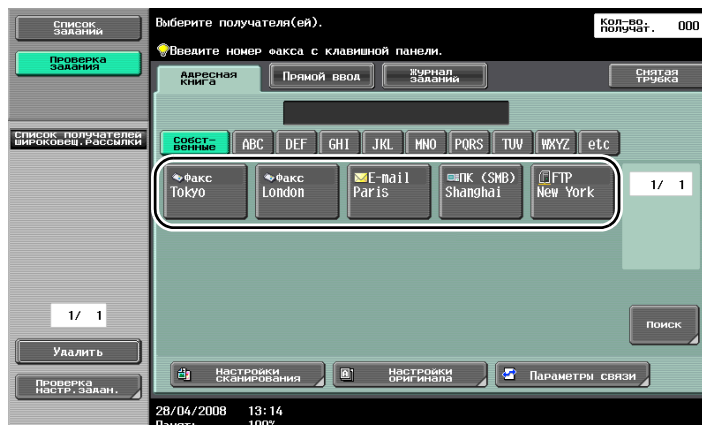 Список
заданий
Выберите получателя(ей).
Кол-во.
получат. 000
Введите номер факса с клавишной панели.
Проверка
задания
Адресная
книга
Прямой ввод
Журнал
заданий
Снятая
трубка
Список получателей
широковещ.рассылки
Собст-
венные
ABC DEF GHI JKL MNO PQRS TUV WXYZ etc
Факс
Tokyo
Факс
London
E-mail
Paris
ПК (SMB)
Shanghai
FTP
New York
1/ 1
1/ 1
Поиск
Удалить
Проверка
настр.задан.
Настройки
сканирования
Настройки
оригинала
Параметры связи
28/04/2008 13:14
Память: 100%